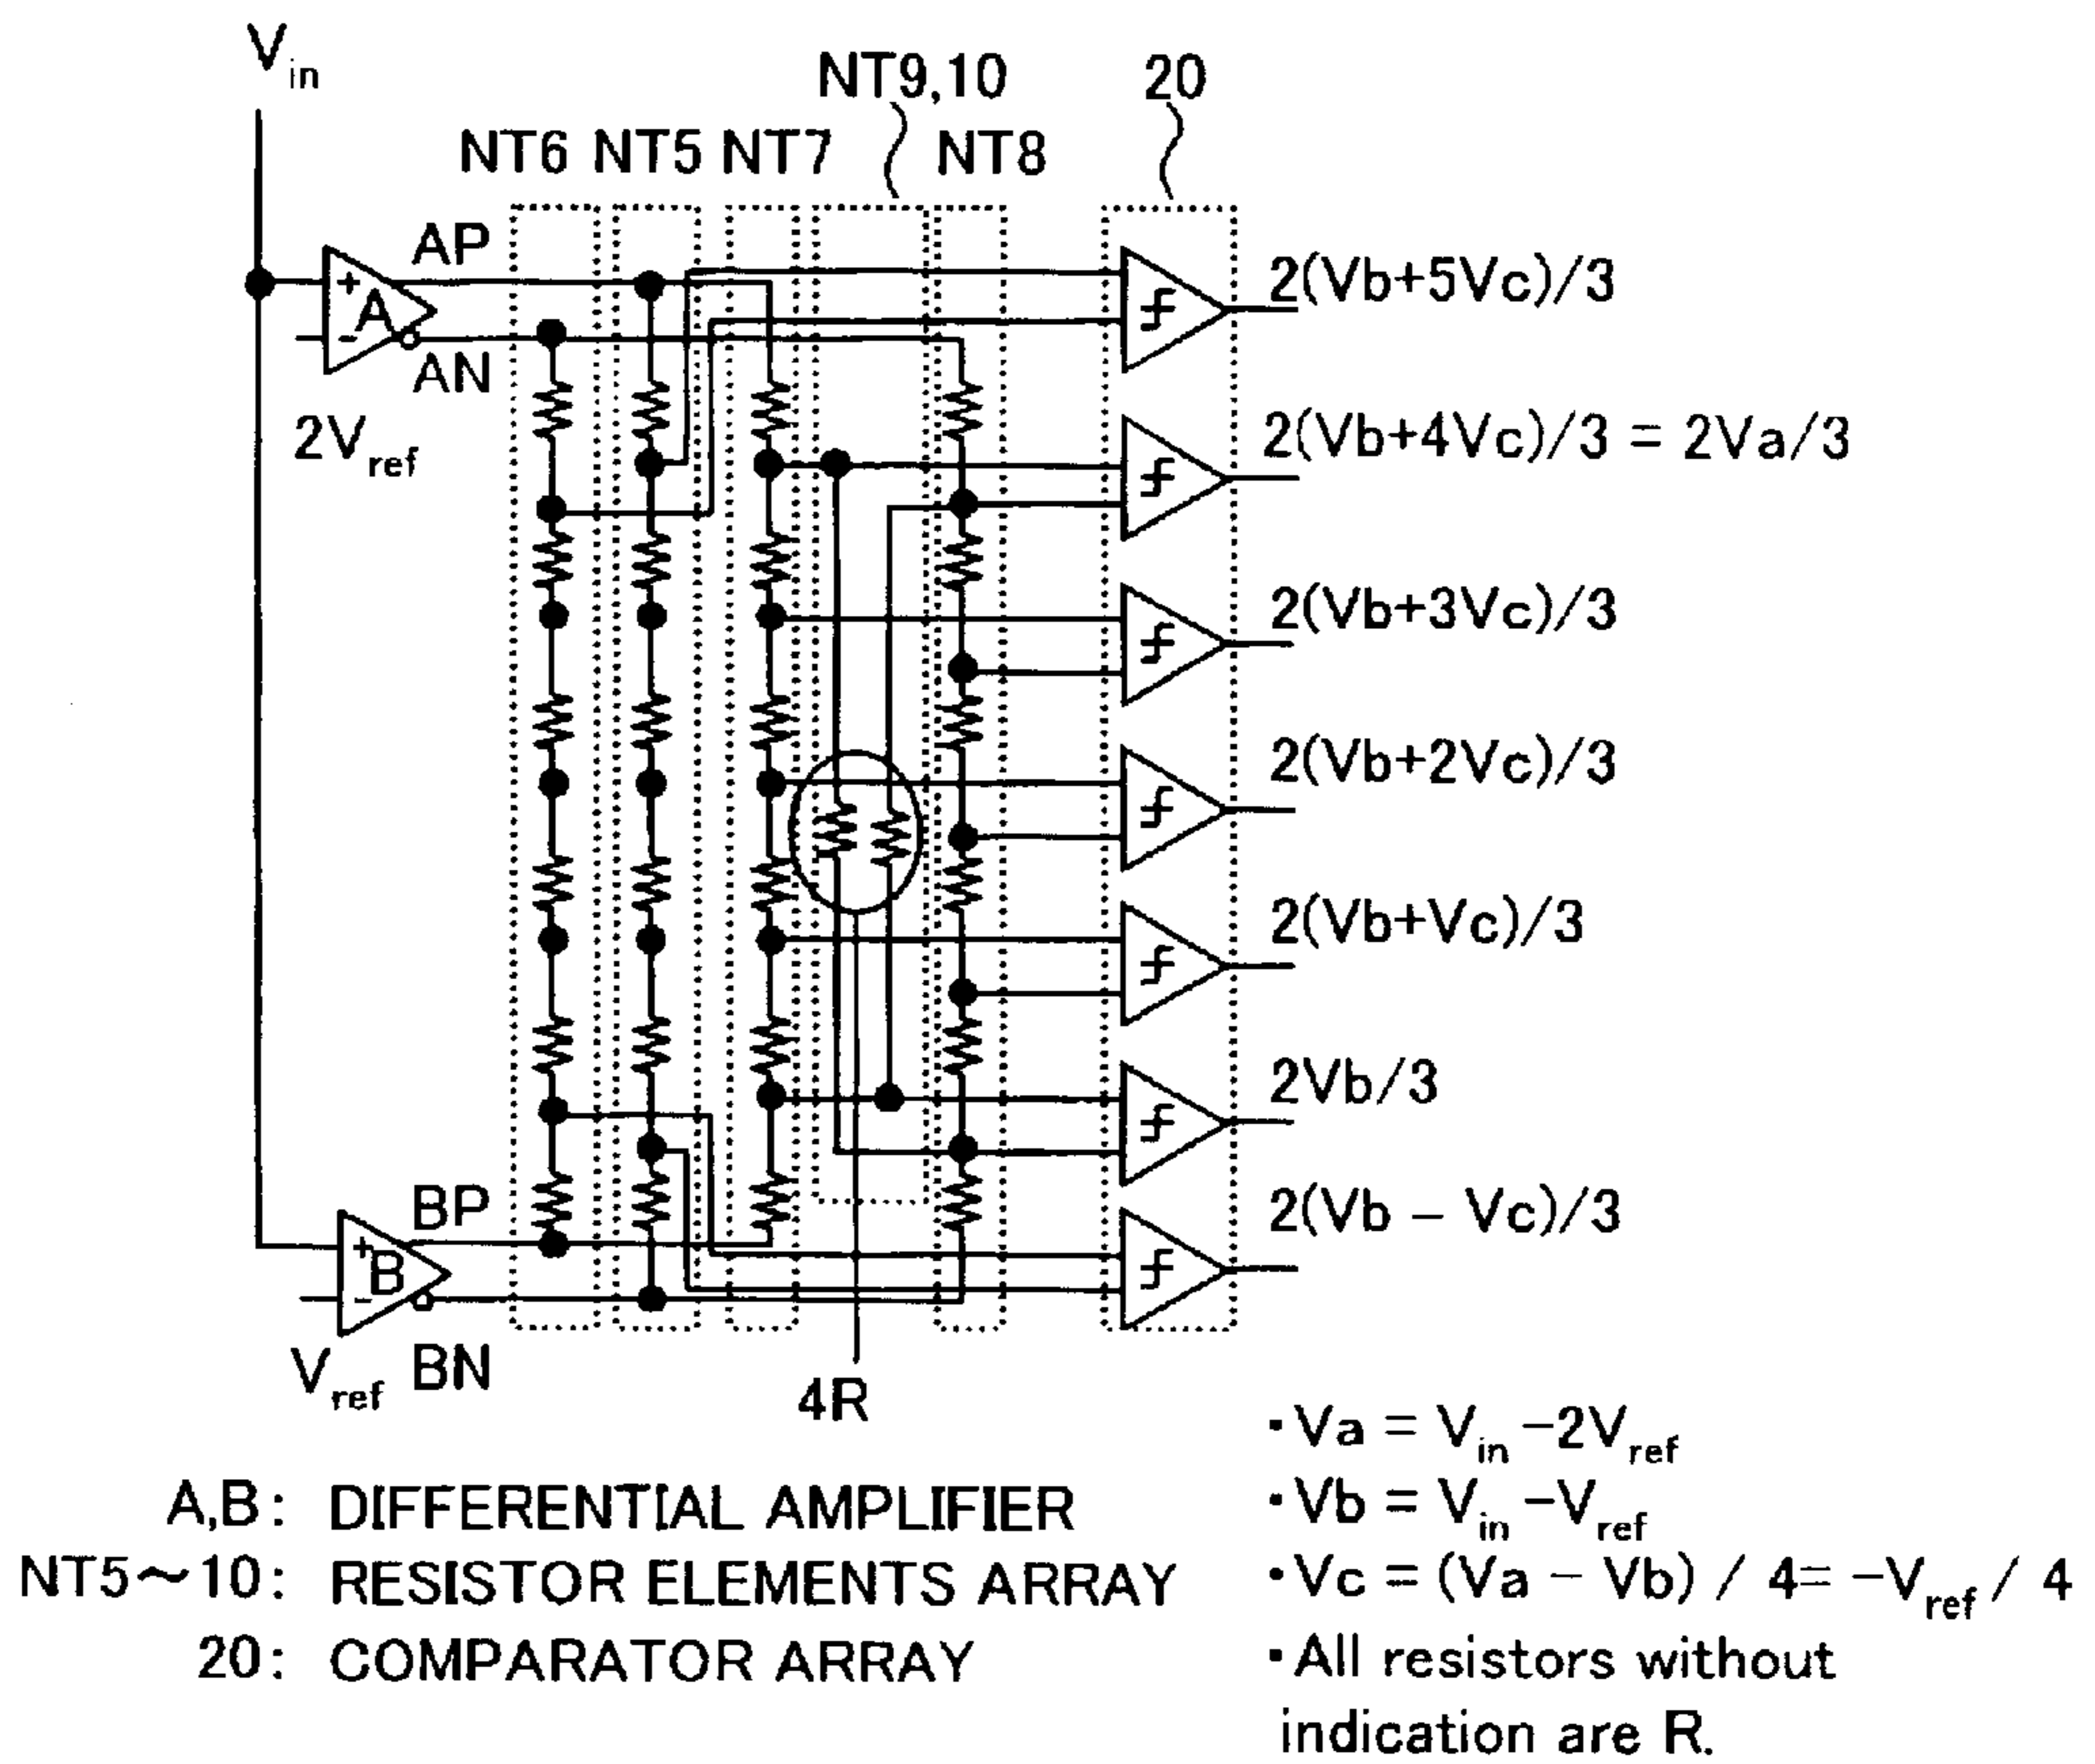 Vin
NT9,10
20
NT6 NT5 NT7 NT8
AP
+
A
-
AN
2Vref
2(Vb+5Vc)/3
2(Vb+4Vc)/3 = 2Va/3
2(Vb+3Vc)/3
2(Vb+2Vc)/3
2(Vb+Vc)/3
2Vb/3
2(Vb − Vc)/3
BP
+
B
-
Vref
BN
4R
A,B: DIFFERENTIAL AMPLIFIER
NT5~10: RESISTOR ELEMENTS ARRAY
20: COMPARATOR ARRAY
・Va = Vin −2Vref
・Vb = Vin −Vref
・Vc = (Va − Vb) / 4= −Vref / 4
・All resistors without
indication are R.